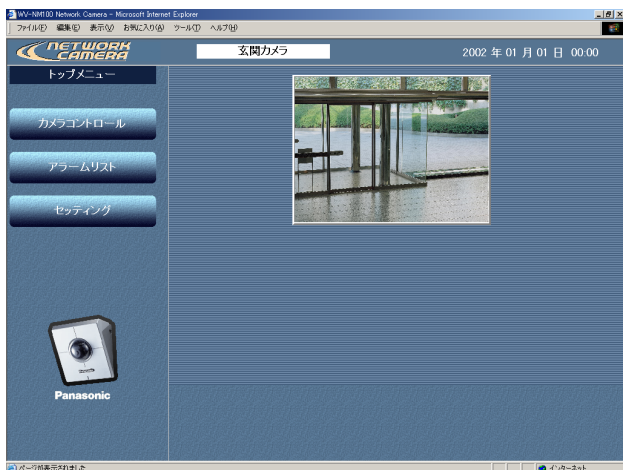 WV-NM100 Network Camera - Microsoft Internet Explorer
ファイル(F) 編集(E) 表示(V) お気に入り(A) ツール(T) ヘルプ(H)
NETWORK CAMERA
玄関カメラ
2002 年 01 月 01 日 00:00
トップメニュー
カメラコントロール
アラームリスト
セッティング
Panasonic
ページが表示されました
インターネット